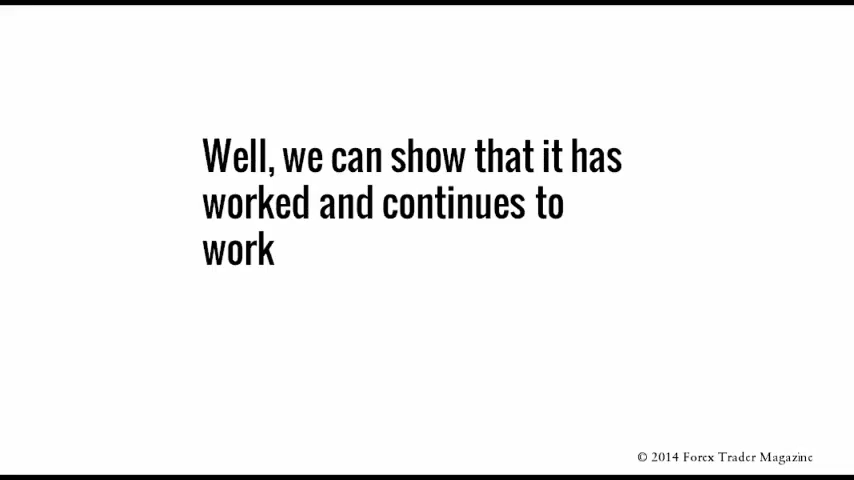 Well, we can show that it has
worked and continues to
work
© 2014 Forex Trader Magazine